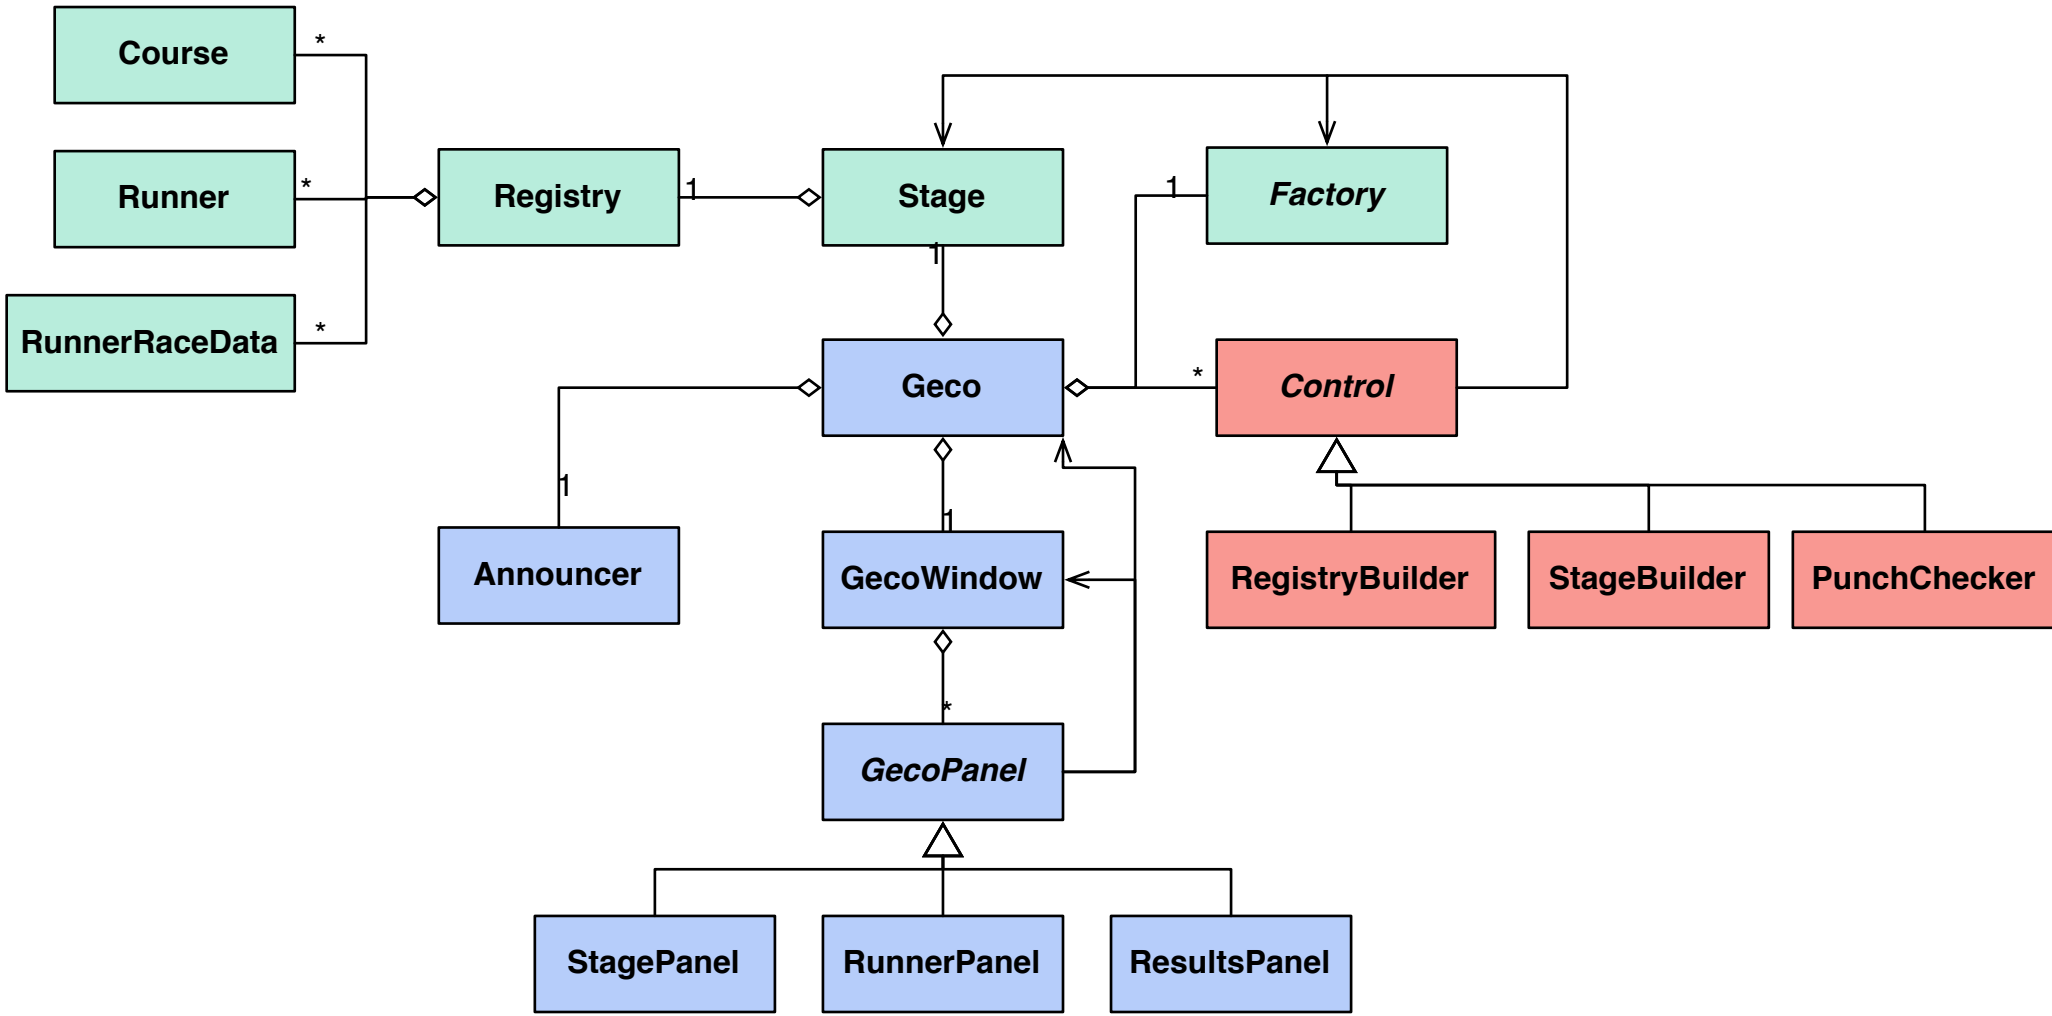 Course
*
Runner
*
RunnerRaceData
*
Registry
1
Stage
1
Factory
1
Geco
*
Control
1
Announcer
1
GecoWindow
RegistryBuilder
StageBuilder
PunchChecker
*
GecoPanel
StagePanel
RunnerPanel
ResultsPanel